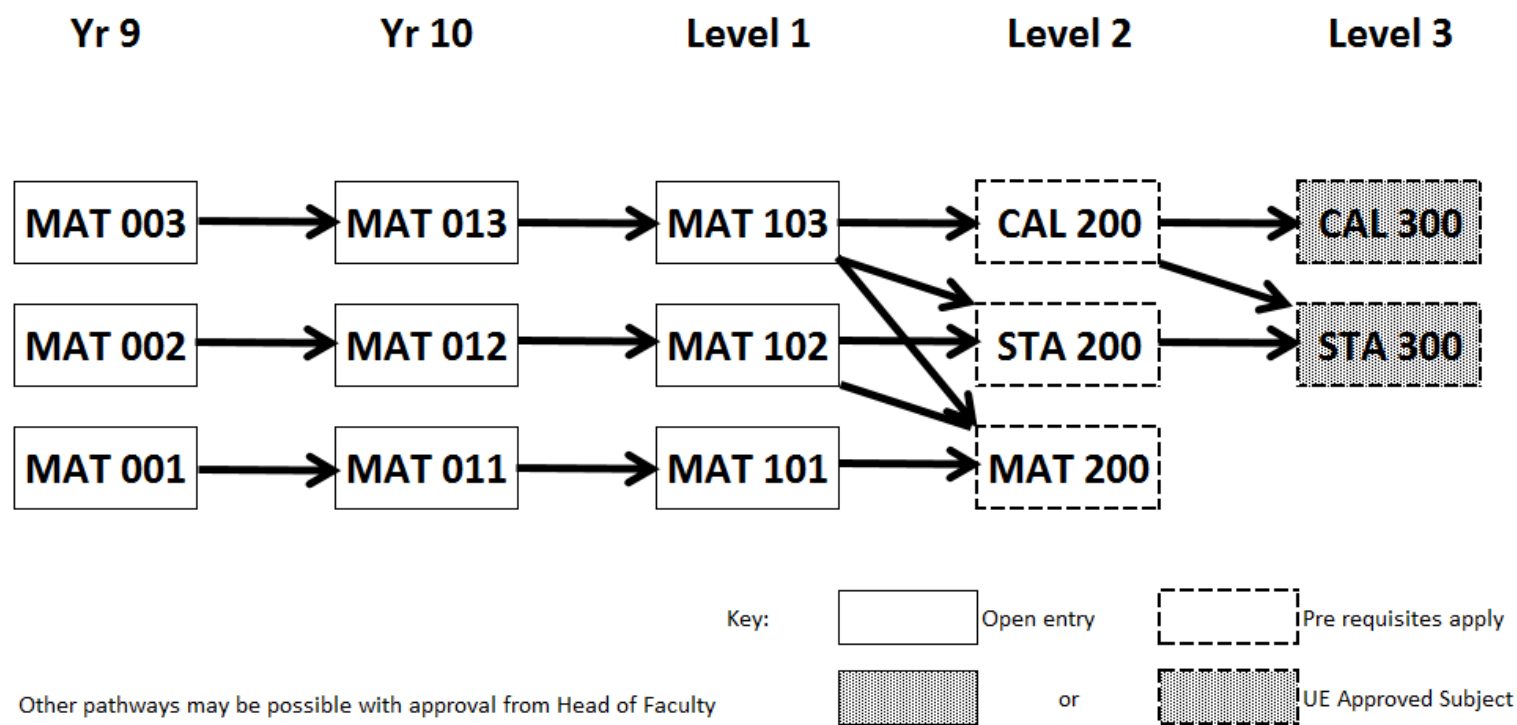 Yr 9 Yr 10 Level 1 Level 2 Level 3
MAT 003 MAT 013 MAT 103 CAL 200 CAL 300
MAT 002 MAT 012 MAT 102 STA 200 STA 300
MAT 001 MAT 011 MAT 101 MAT 200
Key: Open entry Pre requisites apply
Other pathways may be possible with approval from Head of Faculty or UE Approved Subject